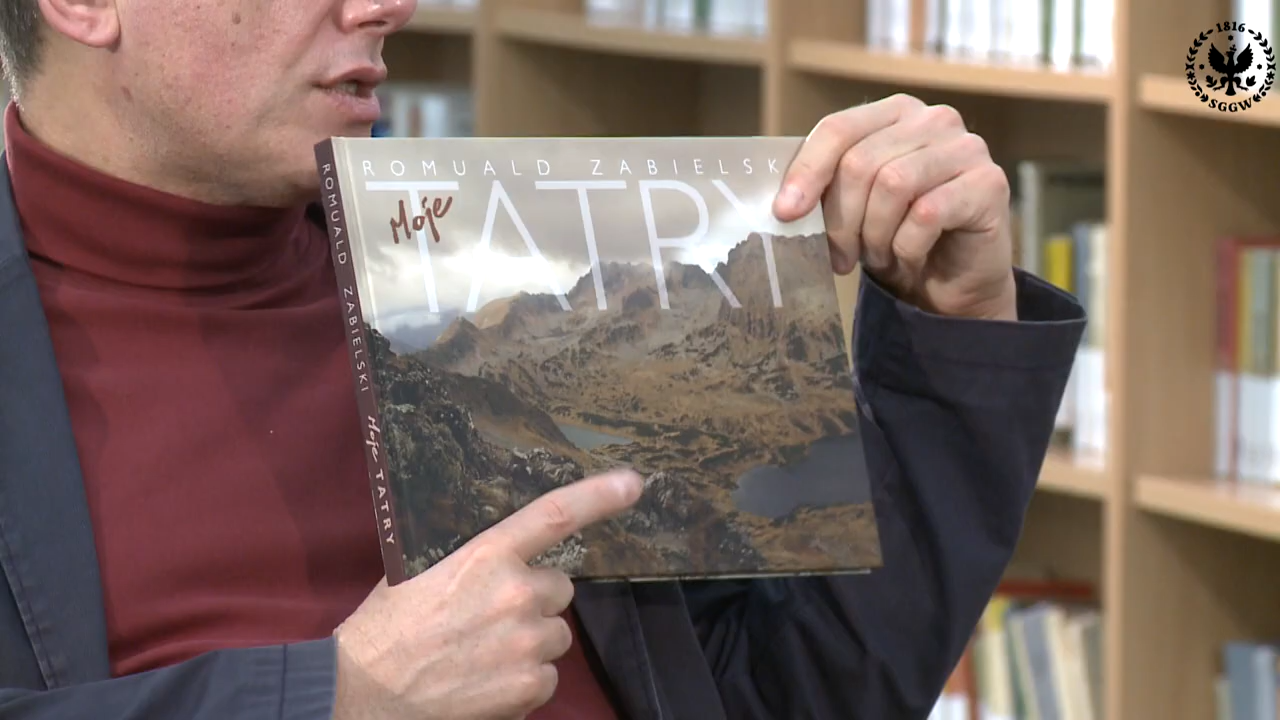 ROMUALD ZABIELSK
Moje
TATRY
ROMUALD ZABIELSKI Moje TATRY
1816
SGGW